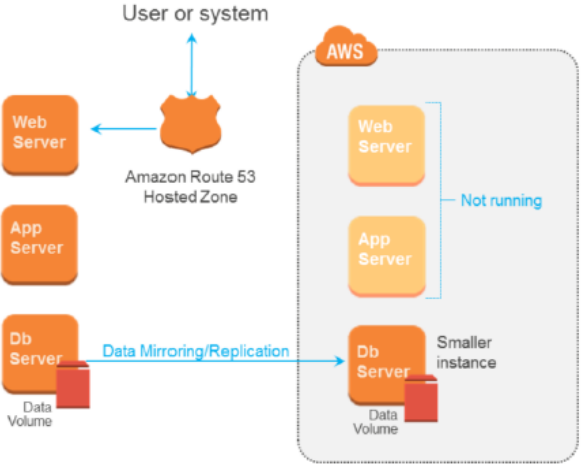 User or system
AWS
Web
Server
Amazon Route 53
Hosted Zone
Web
Server
Not running
App
Server
App
Server
Db
Server
Data Mirroring/Replication
Db
Server
Smaller
instance
Data
Volume
Data
Volume